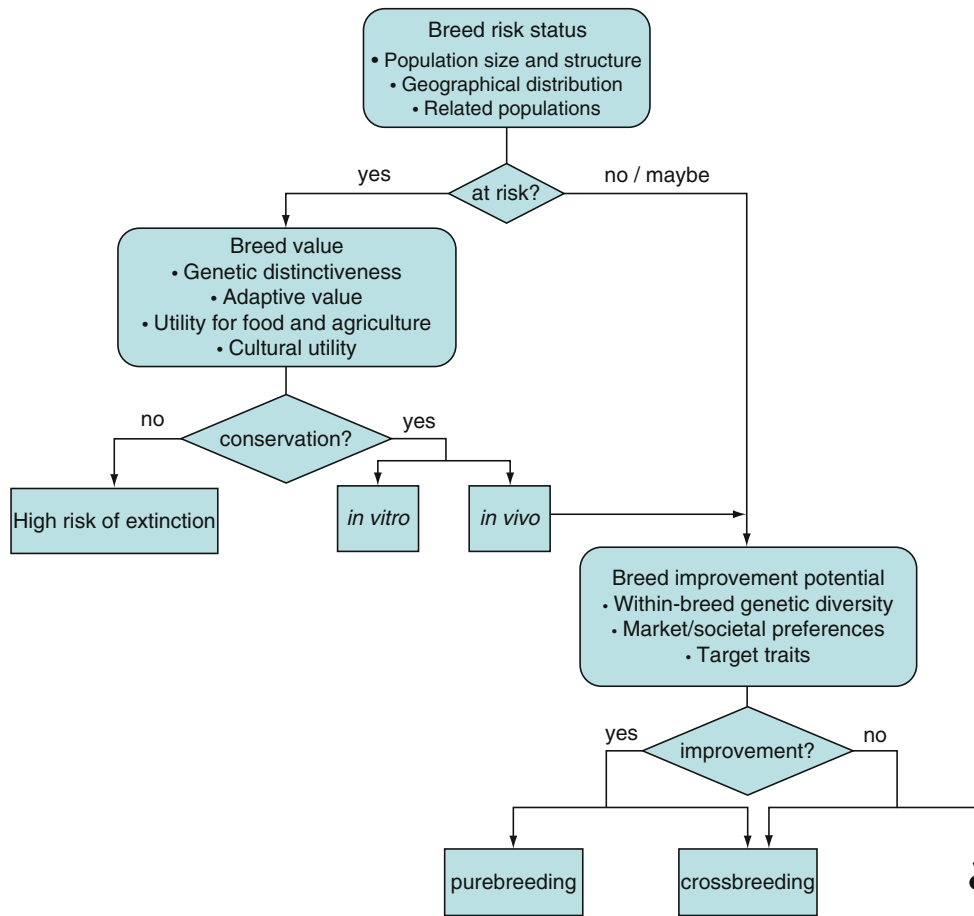 Breed risk status
• Population size and structure
• Geographical distribution
• Related populations
yes
at risk?
no / maybe
Breed value
• Genetic distinctiveness
• Adaptive value
• Utility for food and agriculture
• Cultural utility
no
conservation?
yes
High risk of extinction
in vitro
in vivo
Breed improvement potential
• Within-breed genetic diversity
• Market/societal preferences
• Target traits
yes
improvement?
no
purebreeding
crossbreeding